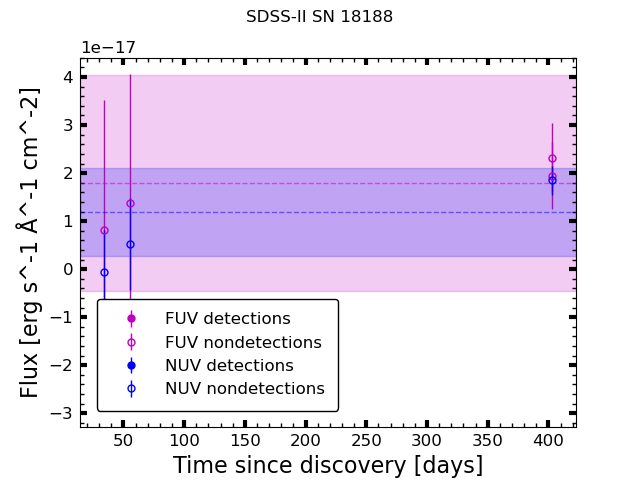 SDSS-II SN 18188
1e−17
4
3
2
1
0
−1
−2
−3
Flux [erg s^-1 Å^-1 cm^-2]
FUV detections
FUV nondetections
NUV detections
NUV nondetections
50 100 150 200 250 300 350 400
Time since discovery [days]